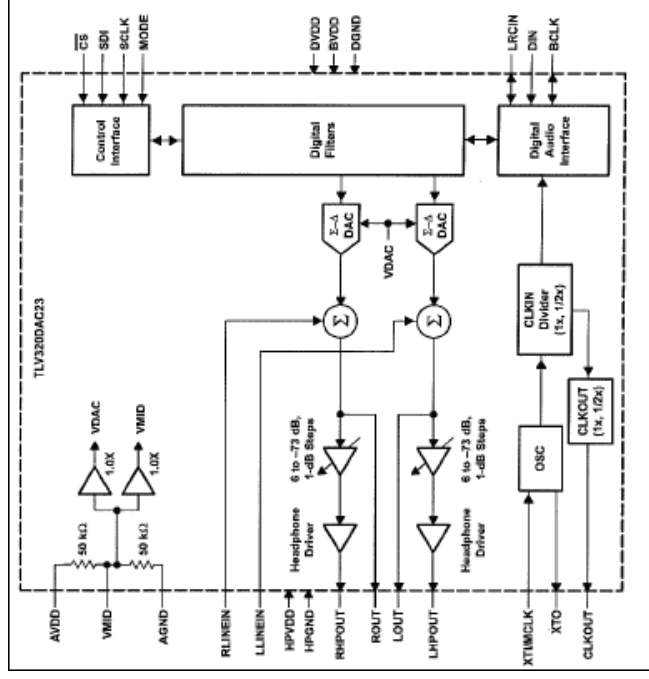 TLV320DAC23
AVDD
VMID
AGND
50 kΩ
50 kΩ
1.0X
VDAC
1.0X
VMID
CS
SDI
SCLK
MODE
Control
Interface
RLINEIN
LLINEIN
HPVDD
HPGND
RHPOUT
ROUT
LOUT
LHPOUT
6 to –73 dB,
1-dB Steps
Headphone
Driver
Σ
Σ–Δ
DAC
VDAC
Digital
Filters
DVDD
BVDD
DGND
Σ
Σ–Δ
DAC
6 to –73 dB,
1-dB Steps
Headphone
Driver
XTI/MCLK
XTO
CLKOUT
OSC
CLKIN
Divider
(1x, 1/2x)
CLKOUT
(1x, 1/2x)
Digital
Audio
Interface
LRCIN
DIN
BCLK